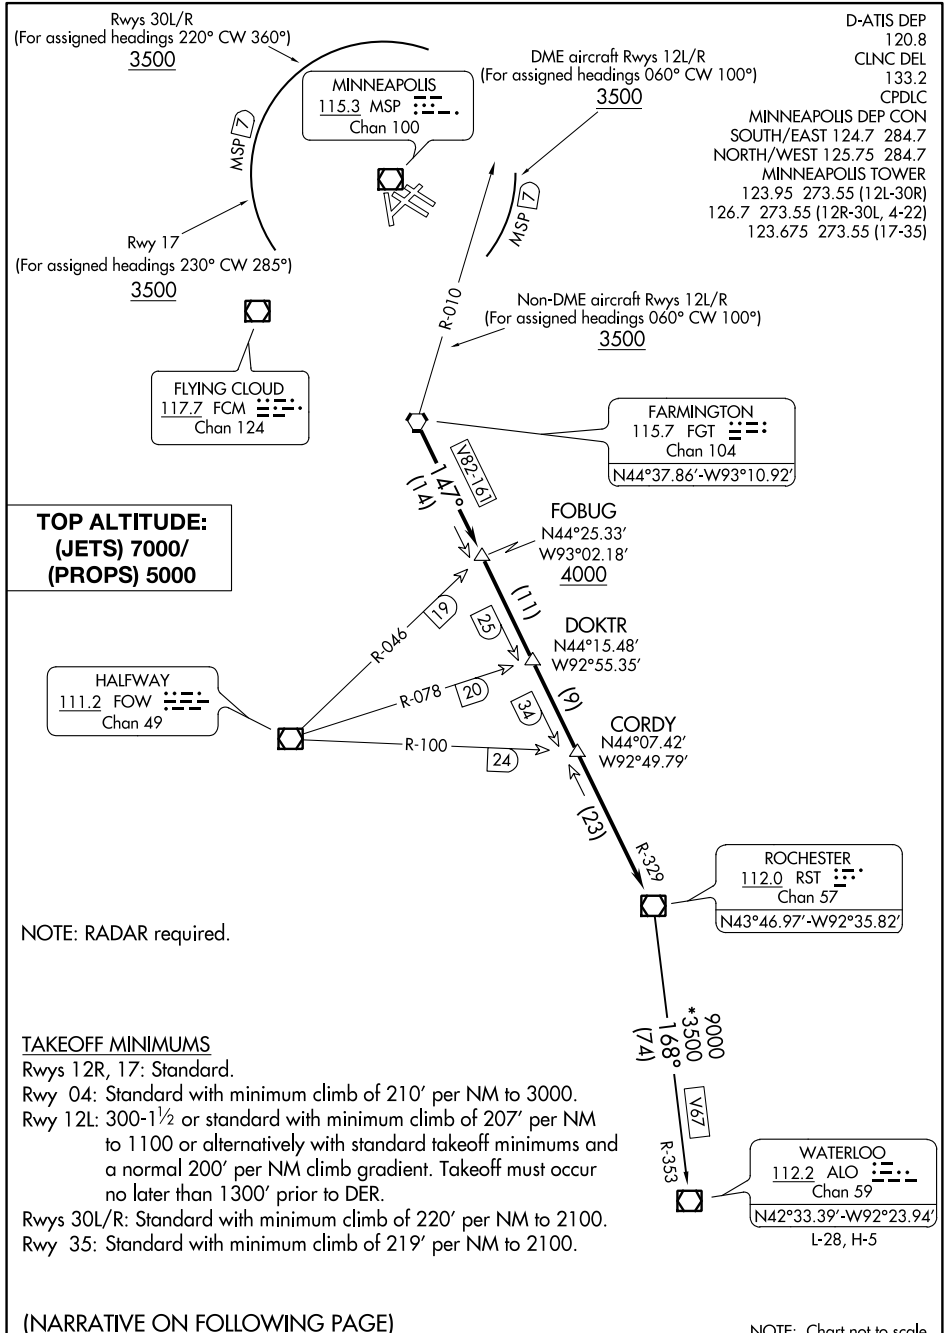 Rwys 30L/R
(For assigned headings 220° CW 360°)
3500
D-ATIS DEP
120.8
CLNC DEL
133.2
CPDLC
MINNEAPOLIS DEP CON
SOUTH/EAST 124.7 284.7
NORTH/WEST 125.75 284.7
MINNEAPOLIS TOWER
123.95 273.55 (12L-30R)
126.7 273.55 (12R-30L, 4-22)
123.675 273.55 (17-35)
DME aircraft Rwys 12L/R
(For assigned headings 060° CW 100°)
3500
MINNEAPOLIS
115.3 MSP
Chan 100
MSP 7
MSP 7
Rwy 17
(For assigned headings 230° CW 285°)
3500
R-010
Non-DME aircraft Rwys 12L/R
(For assigned headings 060° CW 100°)
3500
FLYING CLOUD
117.7 FCM
Chan 124
FARMINGTON
115.7 FGT
Chan 104
N44°37.86'-W93°10.92'
V82-161
147°
(14)
TOP ALTITUDE:
(JETS) 7000/
(PROPS) 5000
FOBUG
N44°25.33'
W93°02.18'
4000
(11)
19
R-046
25
DOKTR
N44°15.48'
W92°55.35'
HALFWAY
111.2 FOW
Chan 49
R-078
20
(9)
34
CORDY
N44°07.42'
W92°49.79'
R-100
24
(23)
R-329
ROCHESTER
112.0 RST
Chan 57
N43°46.97'-W92°35.82'
NOTE: RADAR required.
9000
*3500
168°
(74)
V67
R-353
WATERLOO
112.2 ALO
Chan 59
N42°33.39'-W92°23.94'
L-28, H-5
TAKEOFF MINIMUMS
Rwys 12R, 17: Standard.
Rwy 04: Standard with minimum climb of 210' per NM to 3000.
Rwy 12L: 300-1½ or standard with minimum climb of 207' per NM
to 1100 or alternatively with standard takeoff minimums and
a normal 200' per NM climb gradient. Takeoff must occur
no later than 1300' prior to DER.
Rwys 30L/R: Standard with minimum climb of 220' per NM to 2100.
Rwy 35: Standard with minimum climb of 219' per NM to 2100.
(NARRATIVE ON FOLLOWING PAGE)
NOTE: Chart not to scale